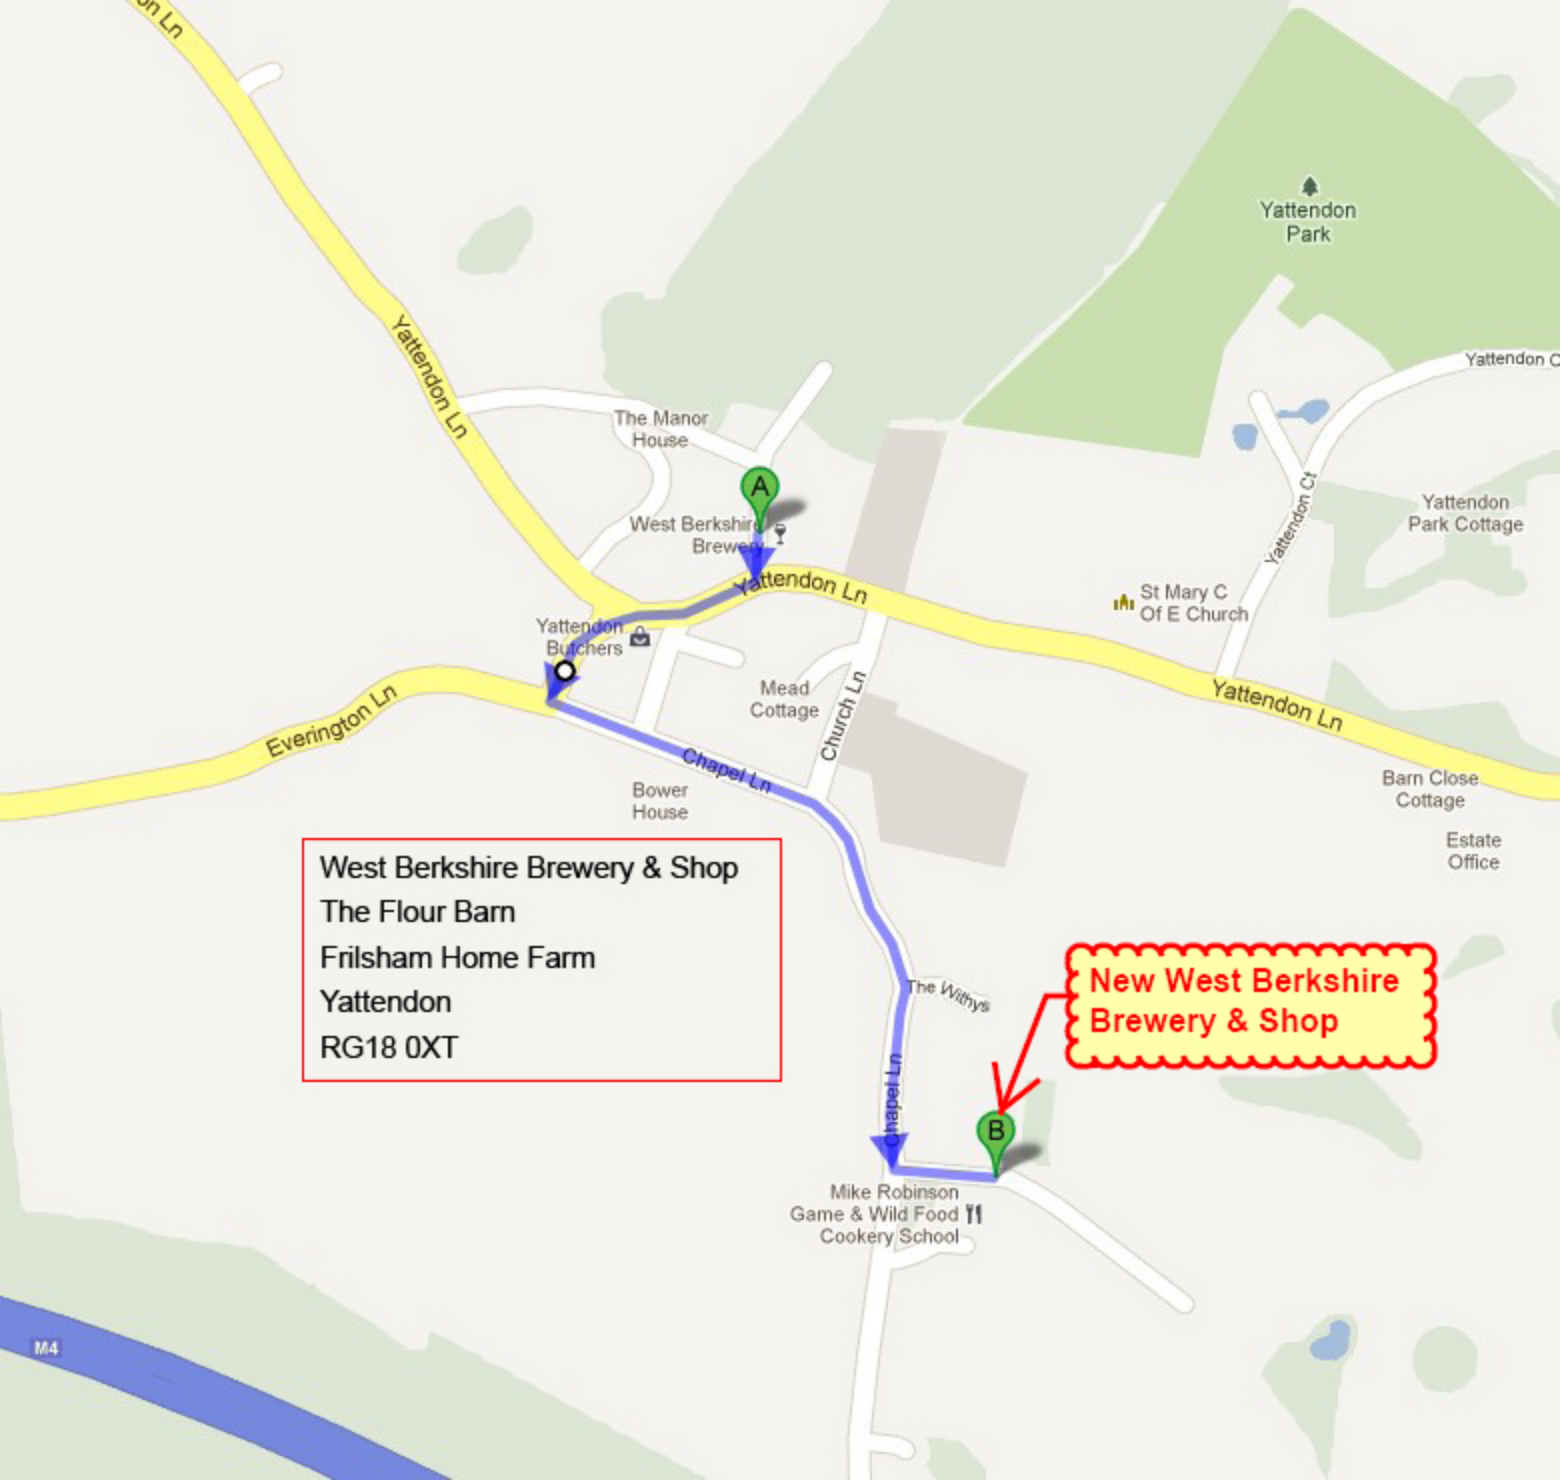 on Ln
Yattendon
Park
Yattendon Ln
Yattendon C
The Manor
House
A
West Berkshire
Brewery
Yattendon Ln
Yattendon Ct
Yattendon
Park Cottage
St Mary C
Of E Church
Yattendon
Butchers
Everington Ln
Mead
Cottage
Church Ln
Yattendon Ln
Chapel Ln
Bower
House
Barn Close
Cottage
Estate
Office
West Berkshire Brewery & Shop
The Flour Barn
Frilsham Home Farm
Yattendon
RG18 0XT
The Withys
New West Berkshire
Brewery & Shop
Chapel Ln
B
Mike Robinson
Game & Wild Food
Cookery School
M4